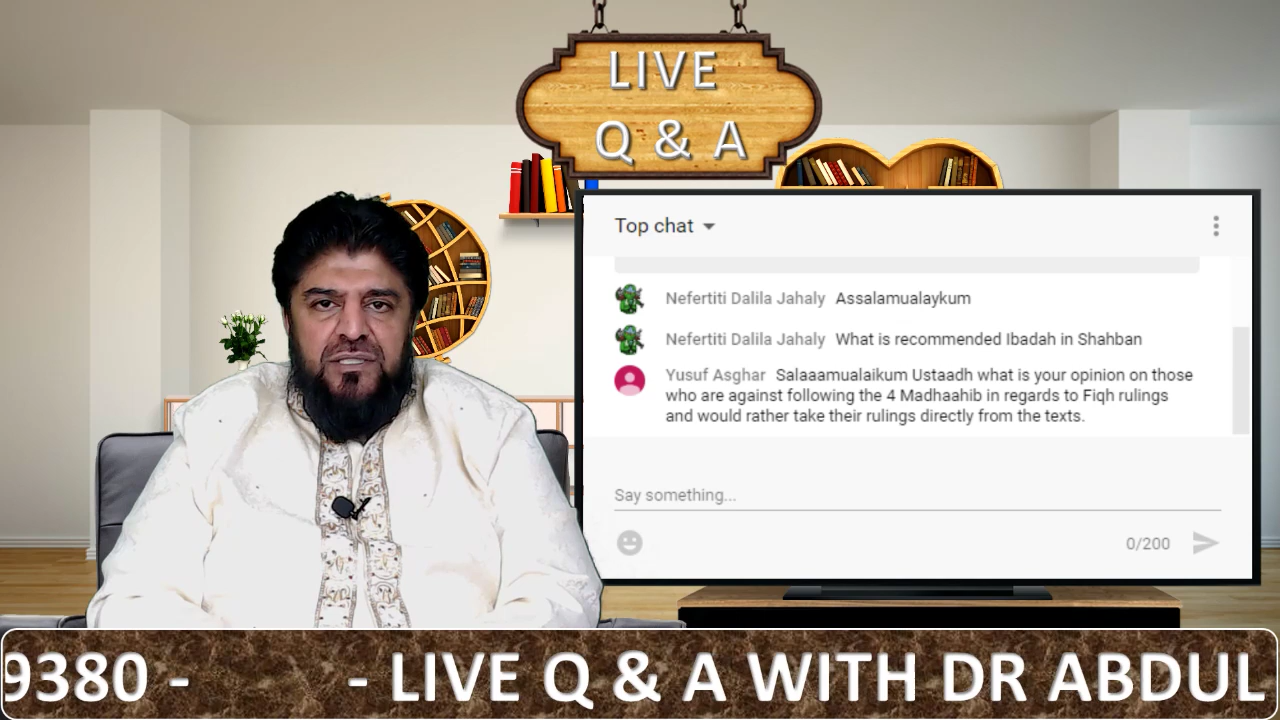 LIVE
Q & A
Top chat
Nefertiti Dalila Jahaly Assalamualaykum
Nefertiti Dalila Jahaly What is recommended Ibadah in Shahban
Yusuf Asghar Salaaamualaikum Ustaadh what is your opinion on those
who are against following the 4 Madhaahib in regards to Fiqh rulings
and would rather take their rulings directly from the texts.
Say something...
0/200
9380 - - LIVE Q & A WITH DR ABDUL